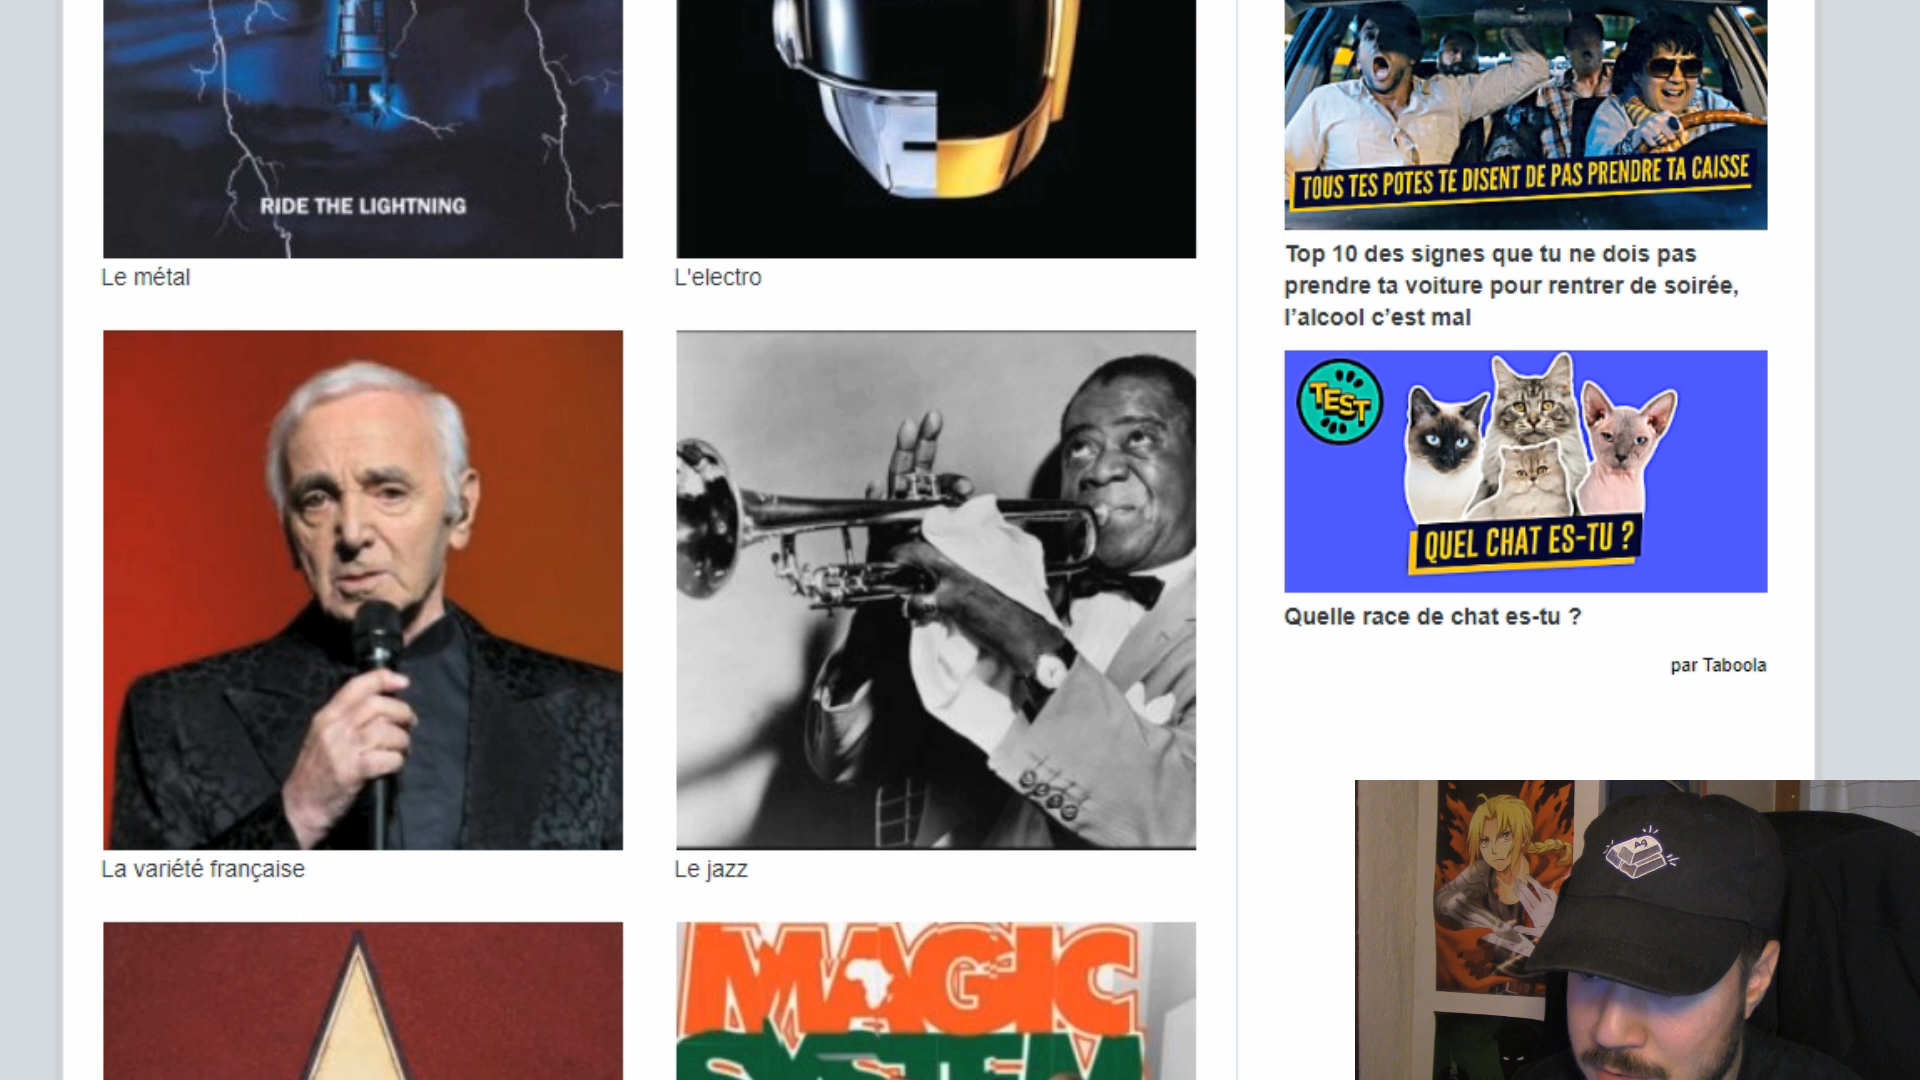 RIDE THE LIGHTNING
Le métal
L'electro
La variété française
Le jazz
MAGIC
SYSTEM
TOUS TES POTES TE DISENT DE PAS PRENDRE TA CAISSE
Top 10 des signes que tu ne dois pas
prendre ta voiture pour rentrer de soirée,
l’alcool c’est mal
TEST
QUEL CHAT ES-TU ?
Quelle race de chat es-tu ?
par Taboola
Ag